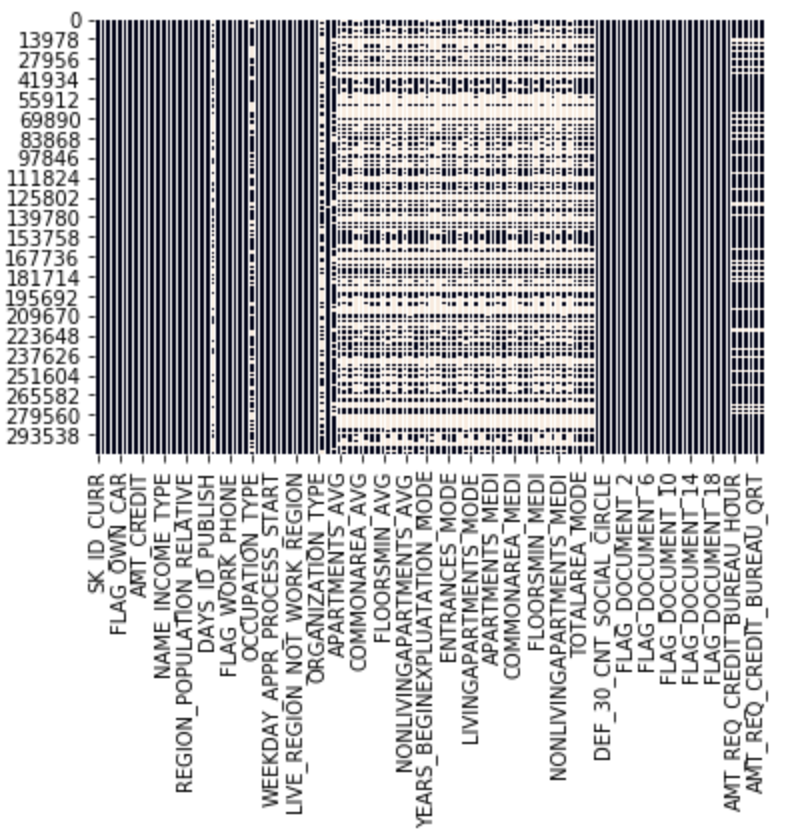 0
13978
27956
41934
55912
69890
83868
97846
111824
125802
139780
153758
167736
181714
195692
209670
223648
237626
251604
265582
279560
293538
SK_ID_CURR
FLAG_OWN_CAR
AMT_CREDIT
NAME_INCOME_TYPE
REGION_POPULATION_RELATIVE
DAYS_ID_PUBLISH
FLAG_WORK_PHONE
OCCUPATION_TYPE
WEEKDAY_APPR_PROCESS_START
LIVE_REGION_NOT_WORK_REGION
ORGANIZATION_TYPE
APARTMENTS_AVG
COMMONAREA_AVG
FLOORSMIN_AVG
NONLIVINGAPARTMENTS_AVG
YEARS_BEGINEXPLUATATION_MODE
ENTRANCES_MODE
LIVINGAPARTMENTS_MODE
APARTMENTS_MEDI
COMMONAREA_MEDI
FLOORSMIN_MEDI
NONLIVINGAPARTMENTS_MEDI
TOTALAREA_MODE
DEF_30_CNT_SOCIAL_CIRCLE
FLAG_DOCUMENT_2
FLAG_DOCUMENT_6
FLAG_DOCUMENT_10
FLAG_DOCUMENT_14
FLAG_DOCUMENT_18
AMT_REQ_CREDIT_BUREAU_HOUR
AMT_REQ_CREDIT_BUREAU_QRT